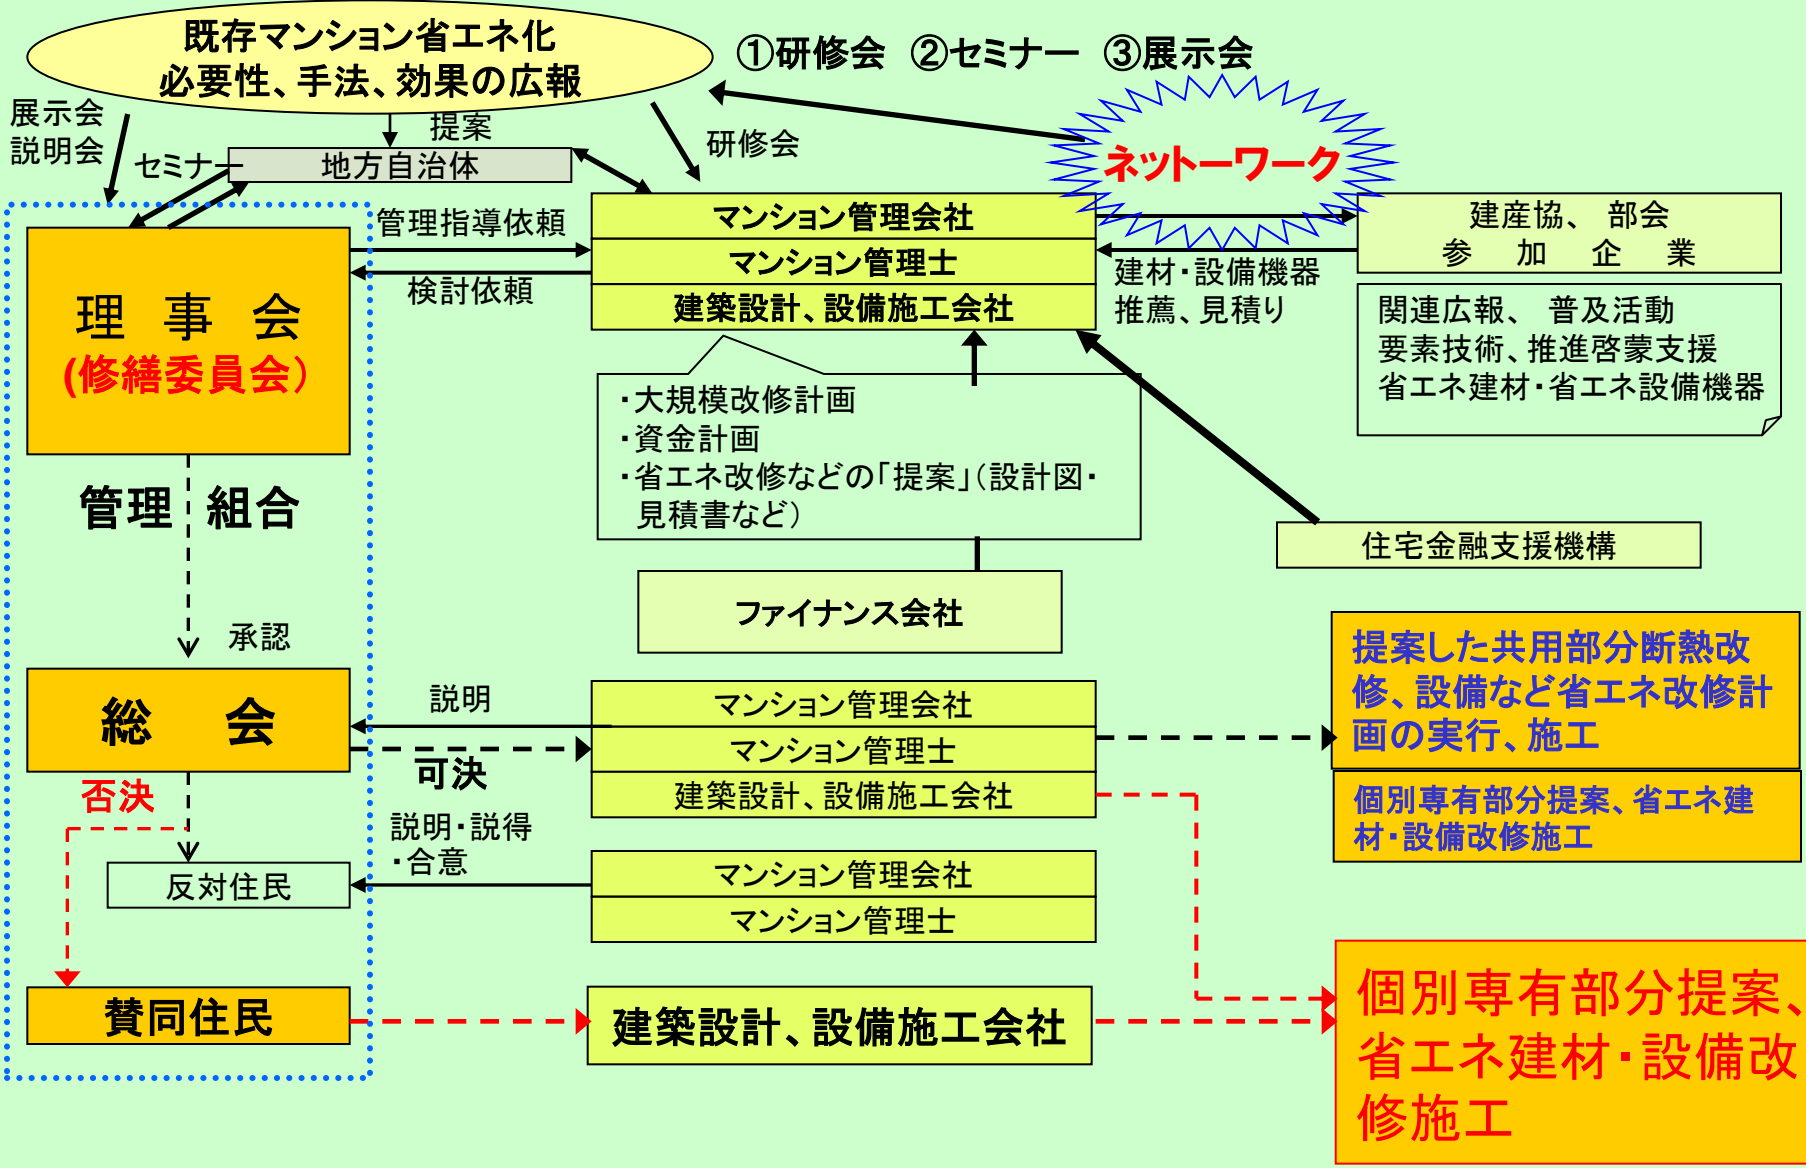 既存マンション省エネ化
必要性、手法、効果の広報
①研修会 ②セミナー ③展示会
展示会
説明会
セミナー
提案
地方自治体
研修会
ネットーワーク
管理指導依頼
検討依頼
マンション管理会社
マンション管理士
建築設計、設備施工会社
建産協、 部会
参 加 企 業
建材・設備機器
推薦、見積り
関連広報、 普及活動
要素技術、推進啓蒙支援
省エネ建材・省エネ設備機器
理 事 会
(修繕委員会）
・大規模改修計画
・資金計画
・省エネ改修などの「提案」（設計図・
見積書など）
管理 組合
住宅金融支援機構
ファイナンス会社
承認
総 会
説明
可決
マンション管理会社
マンション管理士
建築設計、設備施工会社
提案した共用部分断熱改
修、設備など省エネ改修計
画の実行、施工
個別専有部分提案、省エネ建
材・設備改修施工
否決
説明・説得
・合意
反対住民
マンション管理会社
マンション管理士
賛同住民
建築設計、設備施工会社
個別専有部分提案、
省エネ建材・設備改
修施工